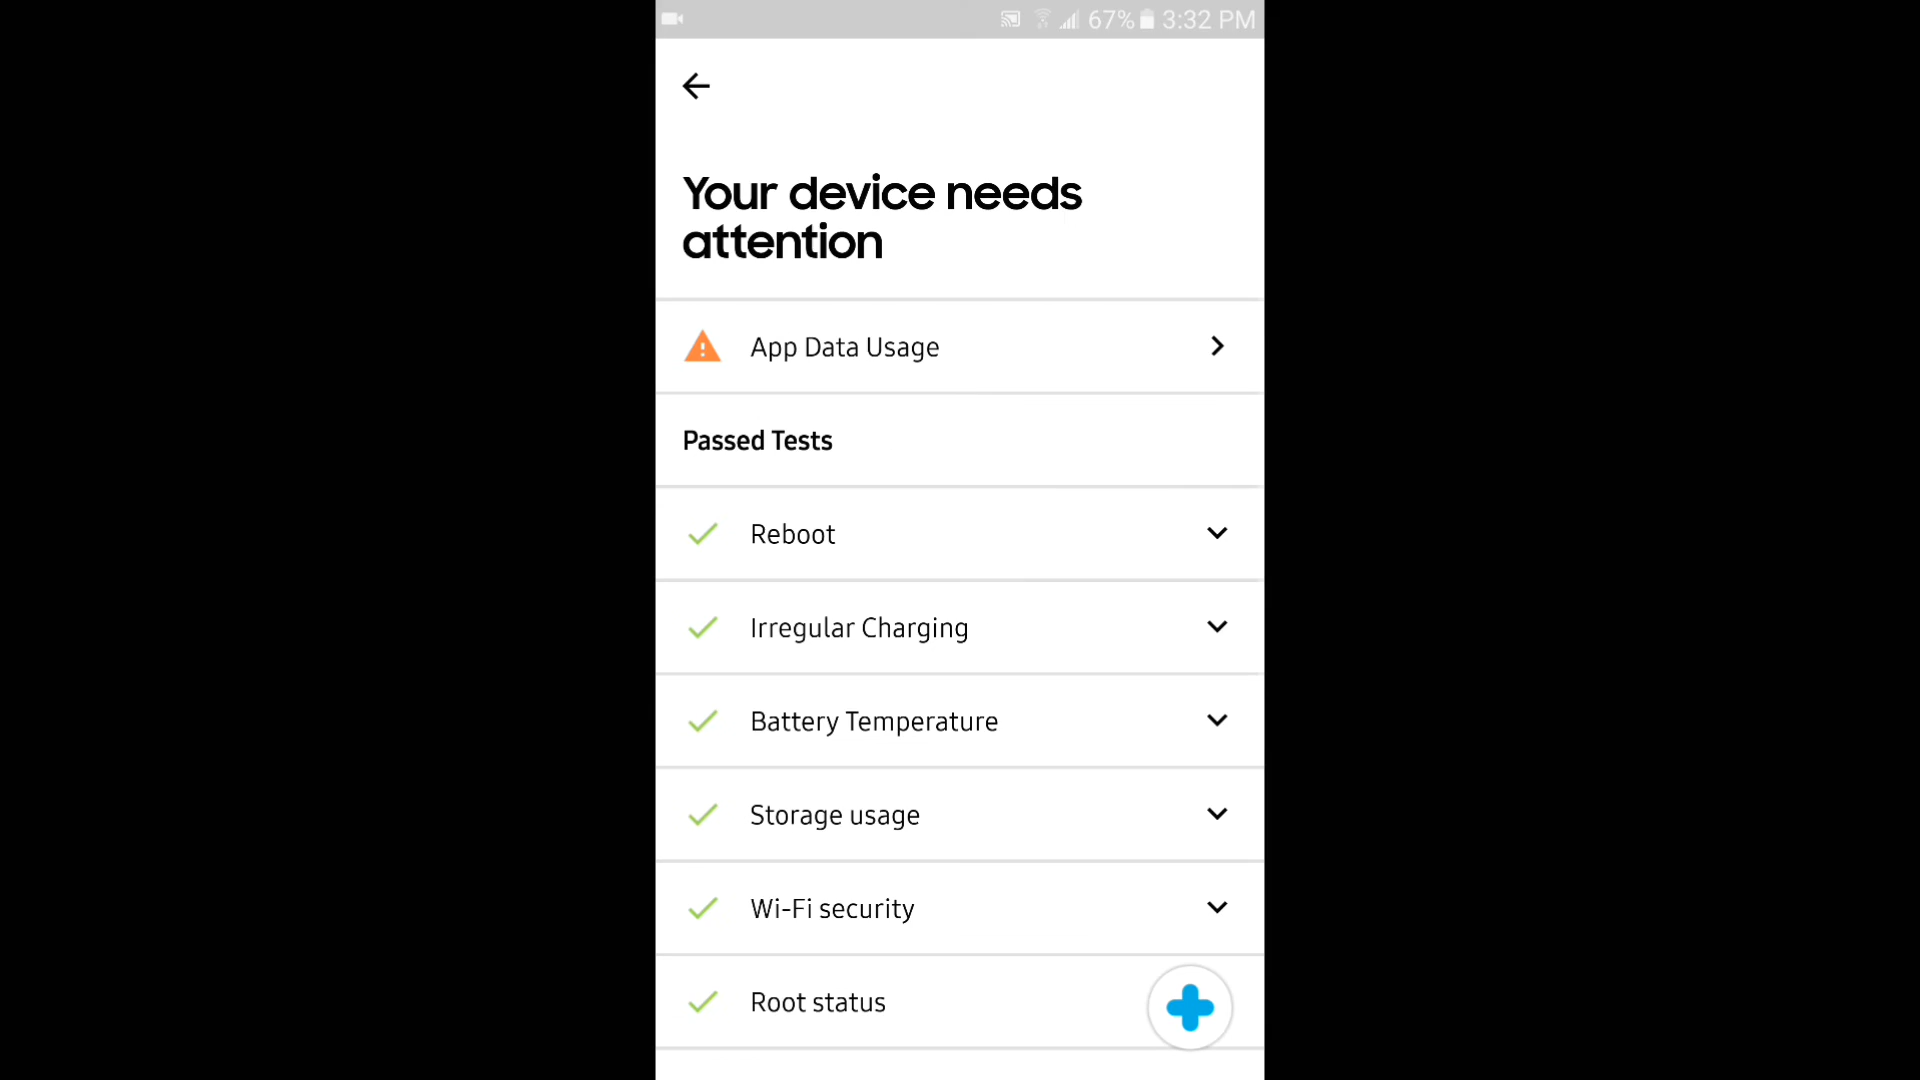 67% 3:32 PM
Your device needs
attention
App Data Usage
Passed Tests
Reboot
Irregular Charging
Battery Temperature
Storage usage
Wi-Fi security
Root status